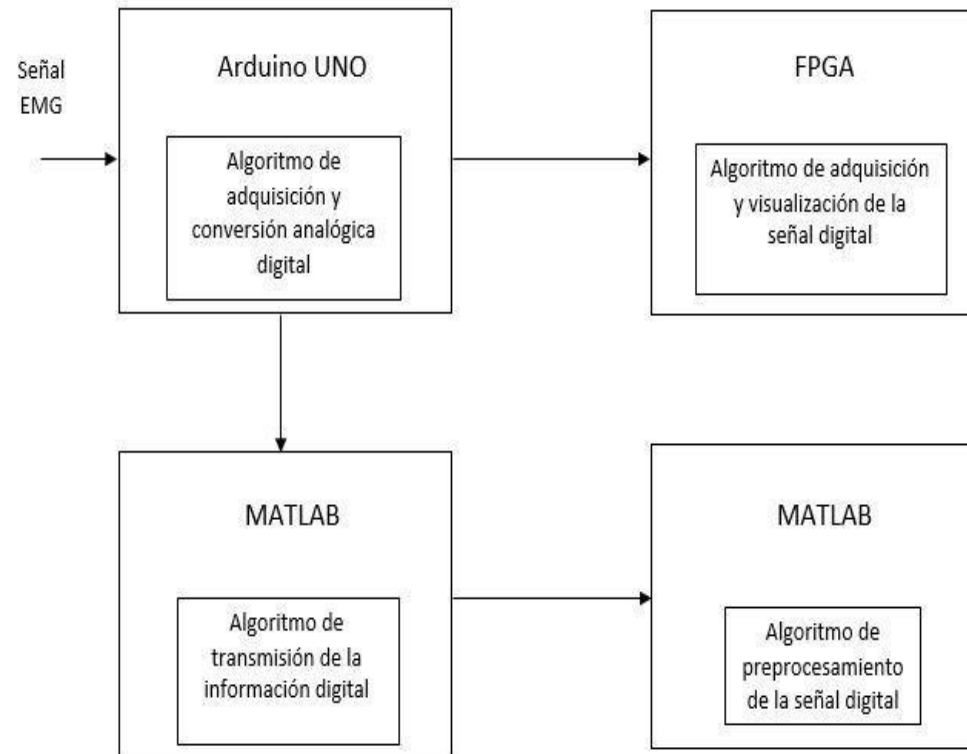 Señal
EMG
Arduino UNO
Algoritmo de
adquisición y
conversión analógica
digital
FPGA
Algoritmo de adquisición
y visualización de la
señal digital
MATLAB
Algoritmo de
transmisión de la
información digital
MATLAB
Algoritmo de
preprocesamiento
de la señal digital